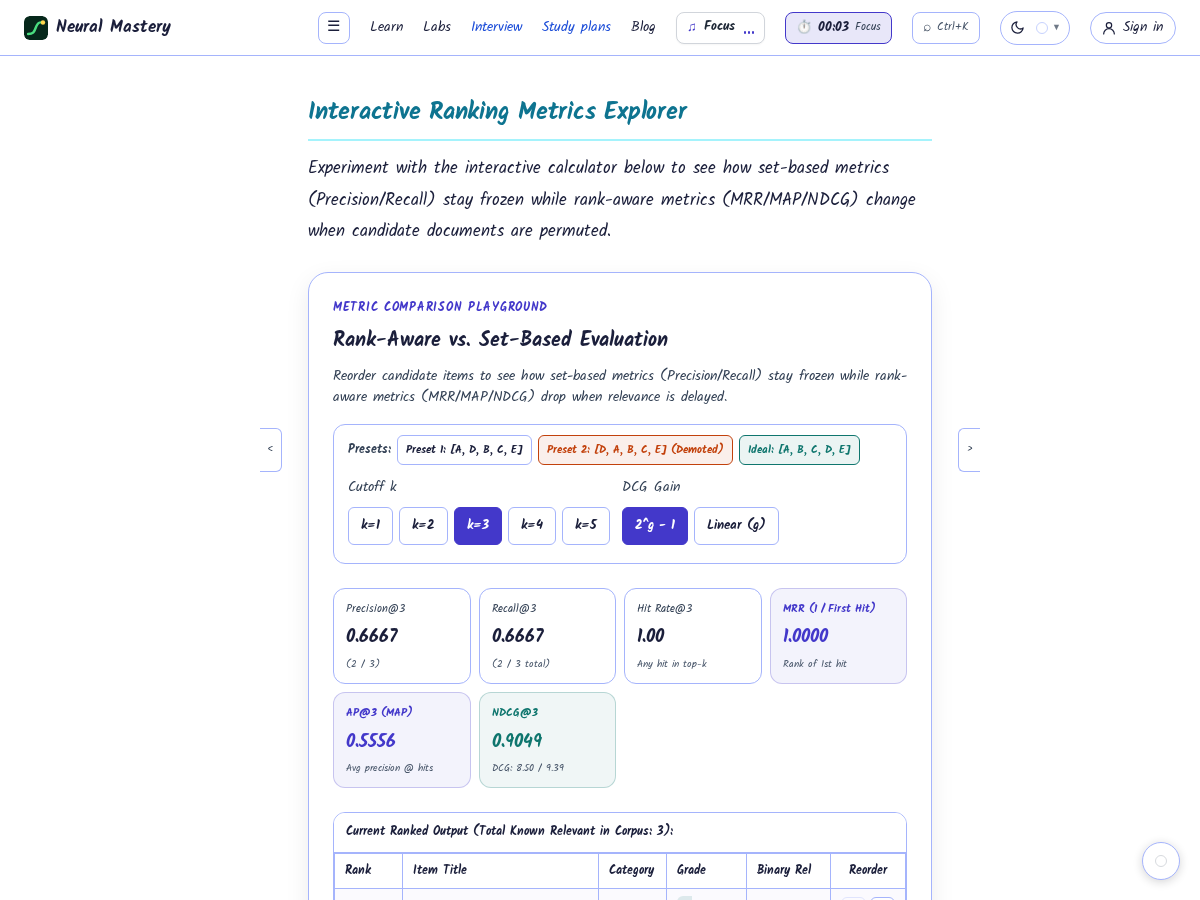 Neural Mastery
☰ Learn Labs Interview Study plans Blog ♫ Focus ... ⏱ 00:03 Focus ⌕ Ctrl+K ▾ Sign in
Interactive Ranking Metrics Explorer
Experiment with the interactive calculator below to see how set-based metrics
(Precision/Recall) stay frozen while rank-aware metrics (MRR/MAP/NDCG) change
when candidate documents are permuted.
METRIC COMPARISON PLAYGROUND
Rank-Aware vs. Set-Based Evaluation
Reorder candidate items to see how set-based metrics (Precision/Recall) stay frozen while rank-
aware metrics (MRR/MAP/NDCG) drop when relevance is delayed.
< >
Presets: Preset 1: [A, D, B, C, E] Preset 2: [D, A, B, C, E] (Demoted) Ideal: [A, B, C, D, E]
Cutoff k DCG Gain
k=1 k=2 k=3 k=4 k=5 2^g - 1 Linear (g)
Precision@3 Recall@3 Hit Rate@3 MRR (1 / First Hit)
0.6667 0.6667 1.00 1.0000
(2 / 3) (2 / 3 total) Any hit in top-k Rank of 1st hit
AP@3 (MAP) NDCG@3
0.5556 0.9049
Avg precision @ hits DCG: 8.50 / 9.39
Current Ranked Output (Total Known Relevant in Corpus: 3):
Rank Item Title Category Grade Binary Rel Reorder